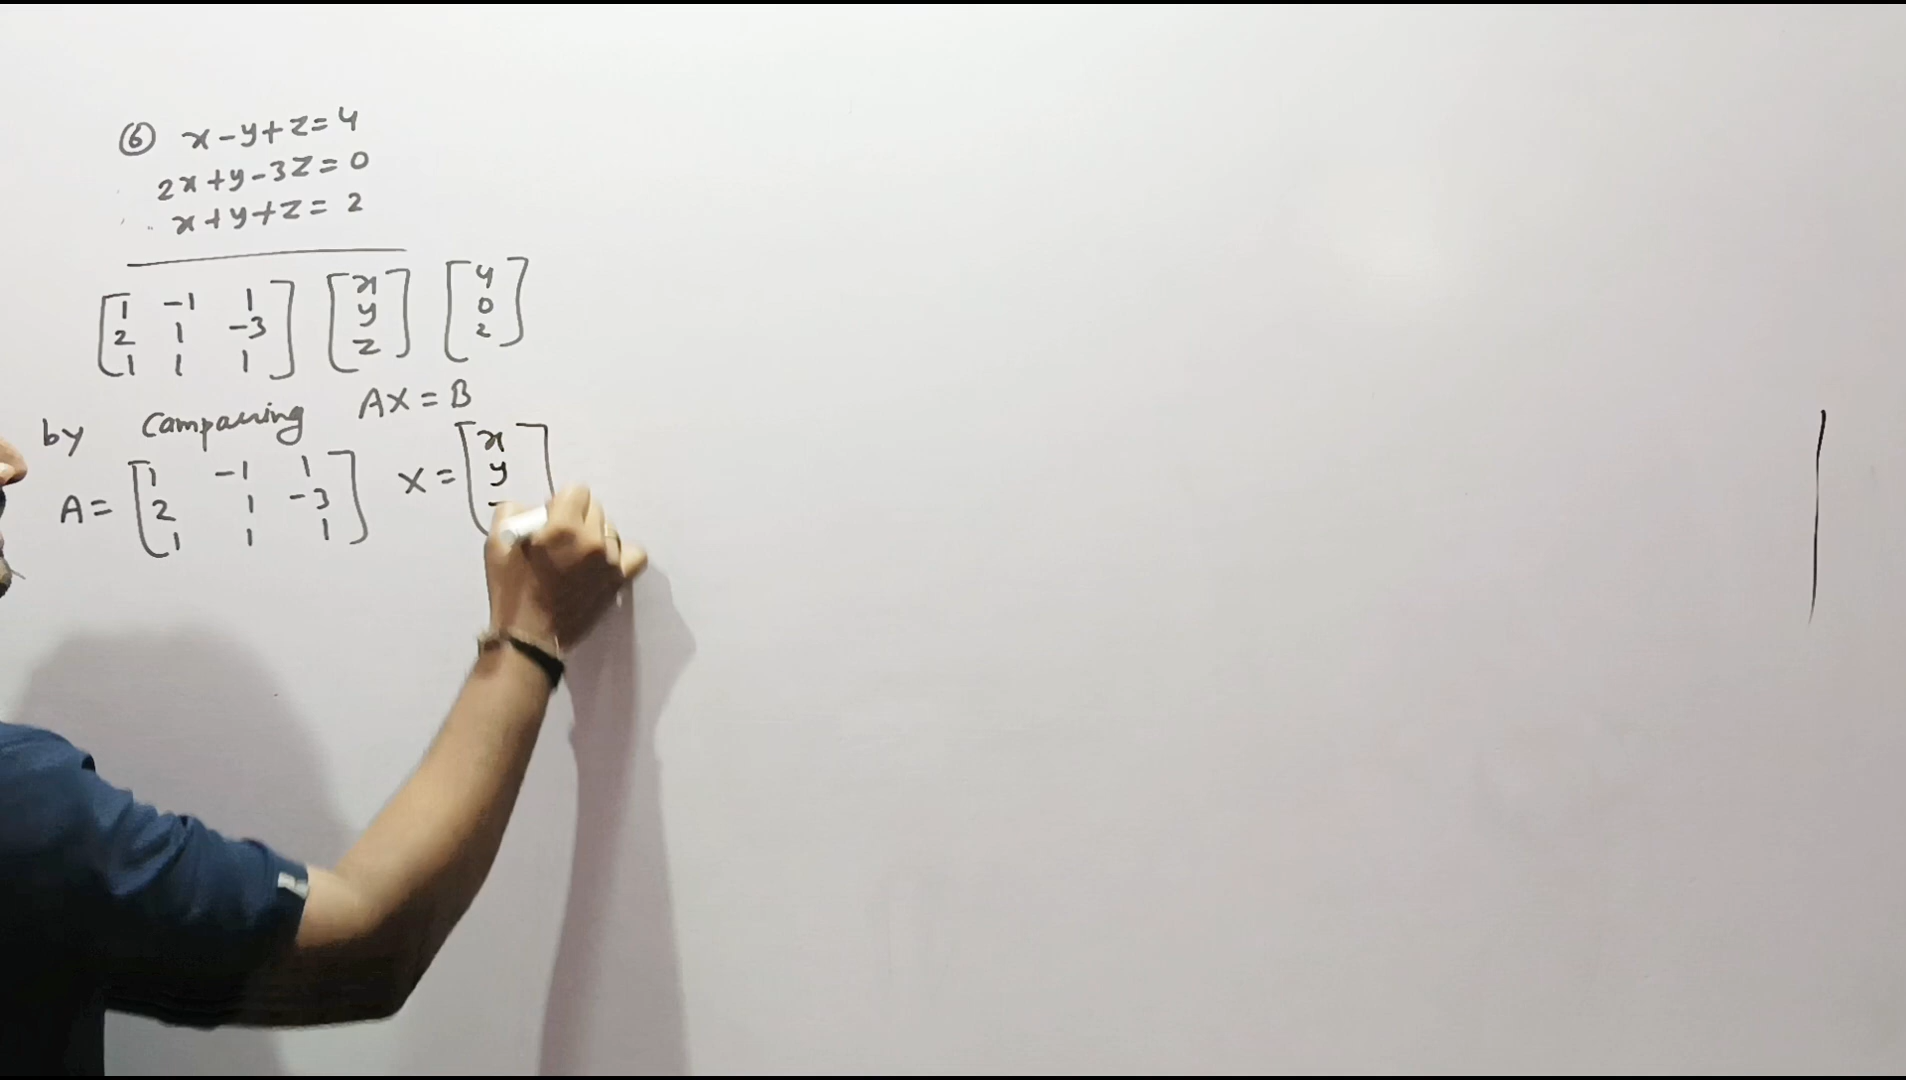 ⑥ x-y+z=4
2x+y-3z=0
x+y+z=2
[1 -1 1] [x] [4]
[2 1 -3] [y] [0]
[1 1 1] [z] [2]
by Campairing AX=B
A= [1 -1 1] X= [x]
[2 1 -3] [y]
[1 1 1]